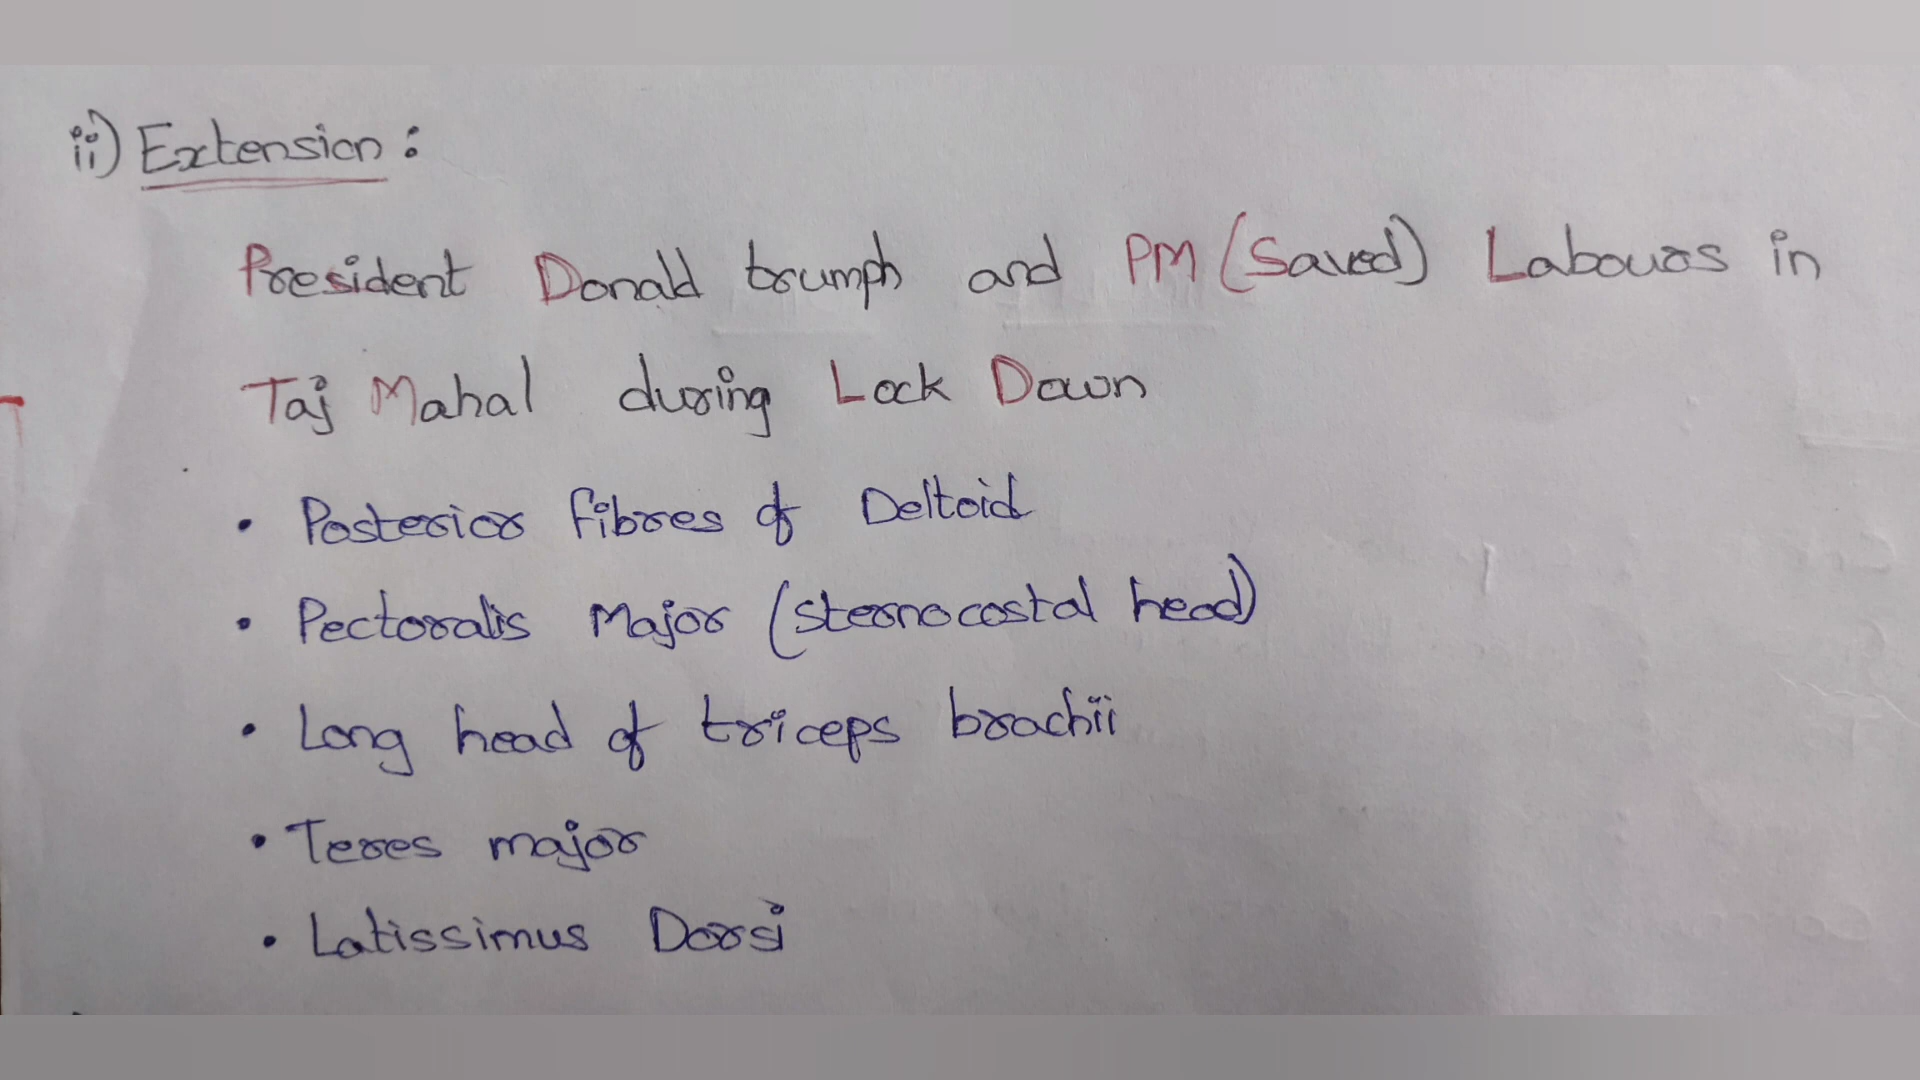 ii) Extension :
President Donald trumph and PM (Saved) Labours in
Taj Mahal during Lock Down
• Posterior fibres of Deltoid
• Pectoralis Major (sternocostal head)
• Long head of triceps brachii
• Teres major
• Latissimus Dorsi